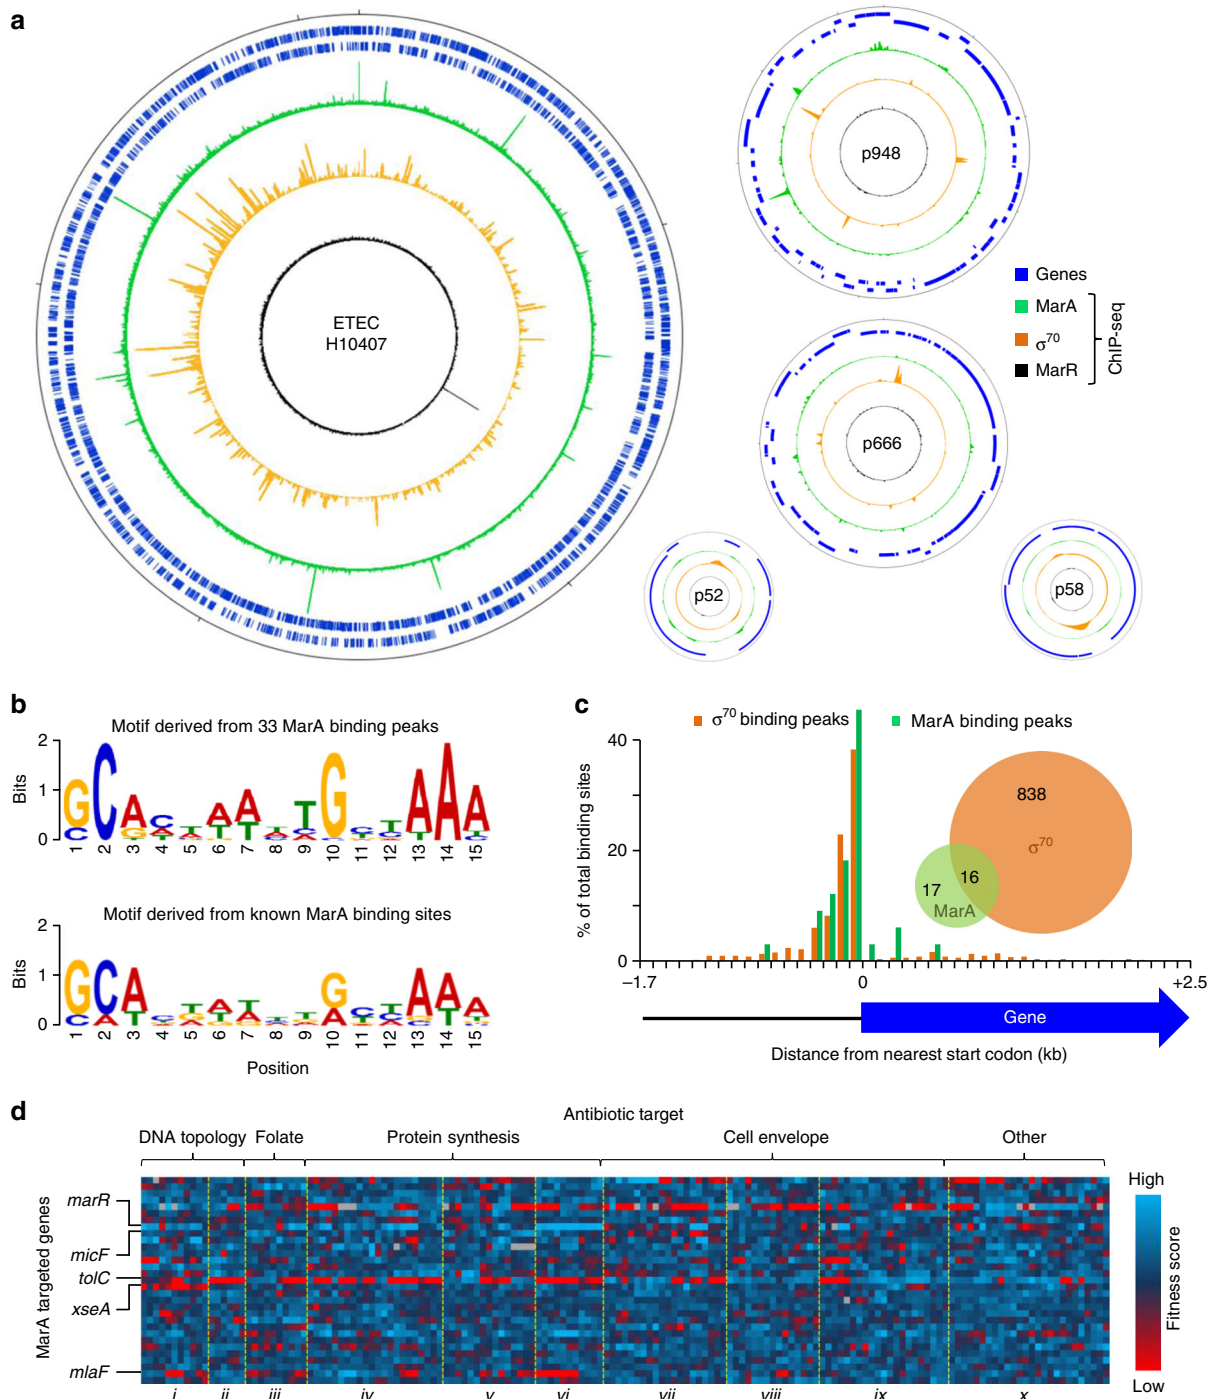 a
ETEC
H10407
p948
p666
p52
p58
Genes
MarA
σ70
MarR
ChIP-seq
b
Motif derived from 33 MarA binding peaks
Bits
2
1
0
1 2 3 4 5 6 7 8 9 10 11 12 13 14 15
Motif derived from known MarA binding sites
Bits
2
1
0
1 2 3 4 5 6 7 8 9 10 11 12 13 14 15
Position
c
σ70 binding peaks
MarA binding peaks
% of total binding sites
40
20
0
838
σ70
16
17
MarA
−1.7 0 +2.5
Gene
Distance from nearest start codon (kb)
d
Antibiotic target
DNA topology Folate Protein synthesis Cell envelope Other
MarA targeted genes
marR
micF
tolC
xseA
mlaF
i ii iii iv v vi vii viii ix x
High
Fitness score
Low